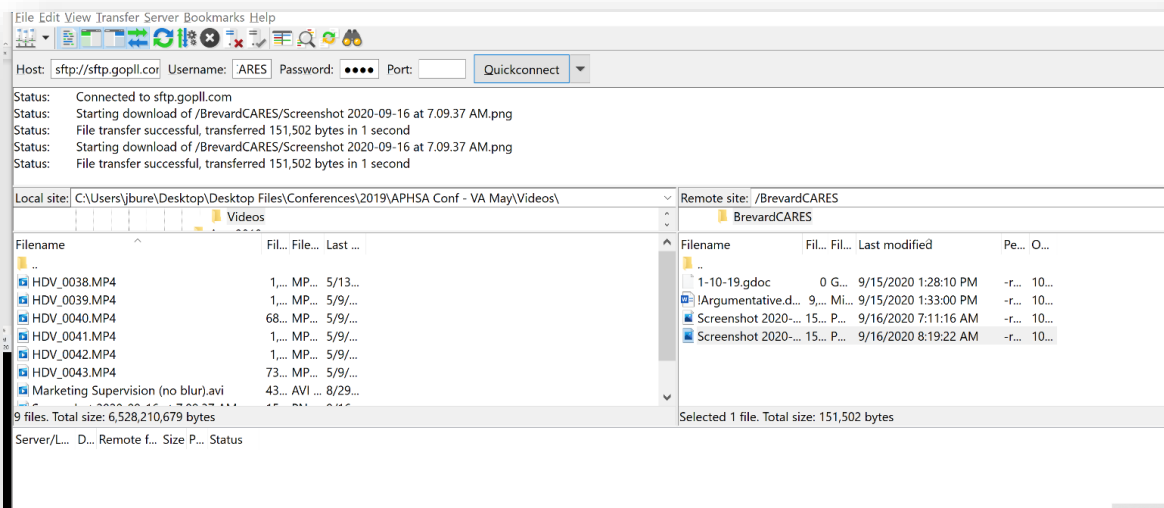 File Edit View Transfer Server Bookmarks Help
Host: sftp://sftp.gopll.cor Username: :ARES Password: ●●●● Port: Quickconnect
Status: Connected to sftp.gopll.com
Status: Starting download of /BrevardCARES/Screenshot 2020-09-16 at 7.09.37 AM.png
Status: File transfer successful, transferred 151,502 bytes in 1 second
Status: Starting download of /BrevardCARES/Screenshot 2020-09-16 at 7.09.37 AM.png
Status: File transfer successful, transferred 151,502 bytes in 1 second
Local site: C:\Users\jbure\Desktop\Desktop Files\Conferences\2019\APHSA Conf - VA May\Videos\
Videos
Filename Fil... File... Last ...
..
HDV_0038.MP4 1,... MP... 5/13...
HDV_0039.MP4 1,... MP... 5/9/...
HDV_0040.MP4 68... MP... 5/9/...
HDV_0041.MP4 1,... MP... 5/9/...
HDV_0042.MP4 1,... MP... 5/9/...
HDV_0043.MP4 73... MP... 5/9/...
Marketing Supervision (no blur).avi 43... AVI ... 8/29...
9 files. Total size: 6,528,210,679 bytes
Remote site: /BrevardCARES
BrevardCARES
Filename Fil... Fil... Last modified Pe... O...
..
1-10-19.gdoc 0 G... 9/15/2020 1:28:10 PM -r... 10...
!Argumentative.d... 9,... Mi... 9/15/2020 1:33:00 PM -r... 10...
Screenshot 2020-... 15... P... 9/16/2020 7:11:16 AM -r... 10...
Screenshot 2020-... 15... P... 9/16/2020 8:19:22 AM -r... 10...
Selected 1 file. Total size: 151,502 bytes
Server/L... D... Remote f... Size P... Status